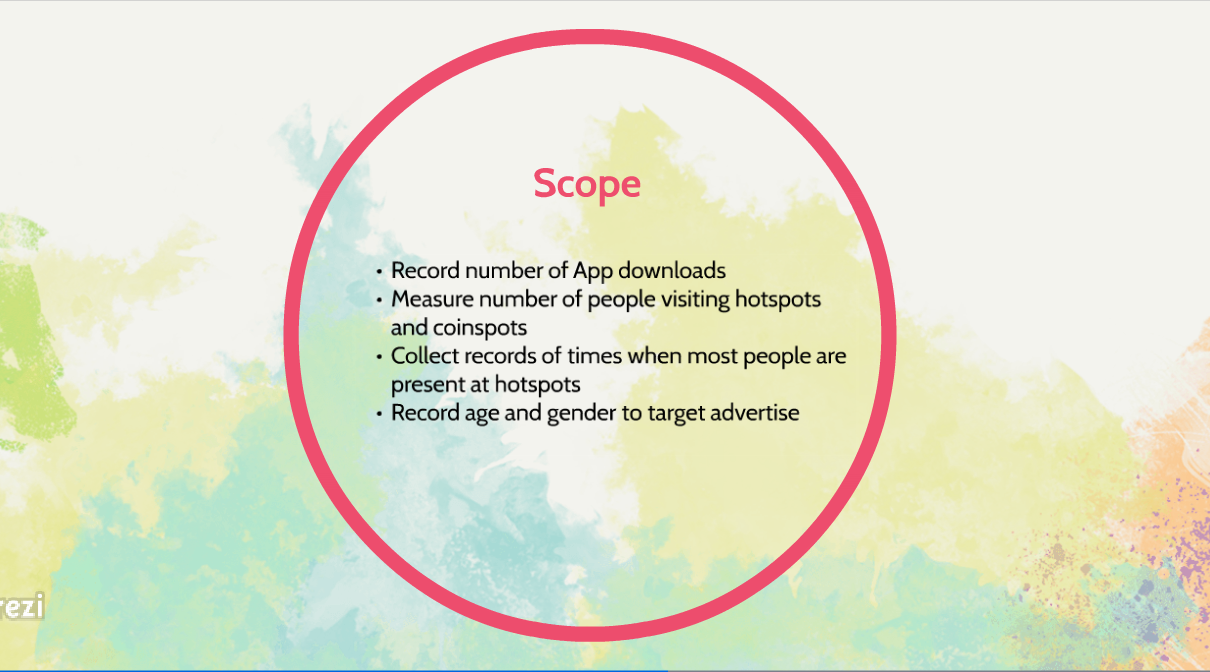 Scope
• Record number of App downloads
• Measure number of people visiting hotspots
and coinspots
• Collect records of times when most people are
present at hotspots
• Record age and gender to target advertise
rezi